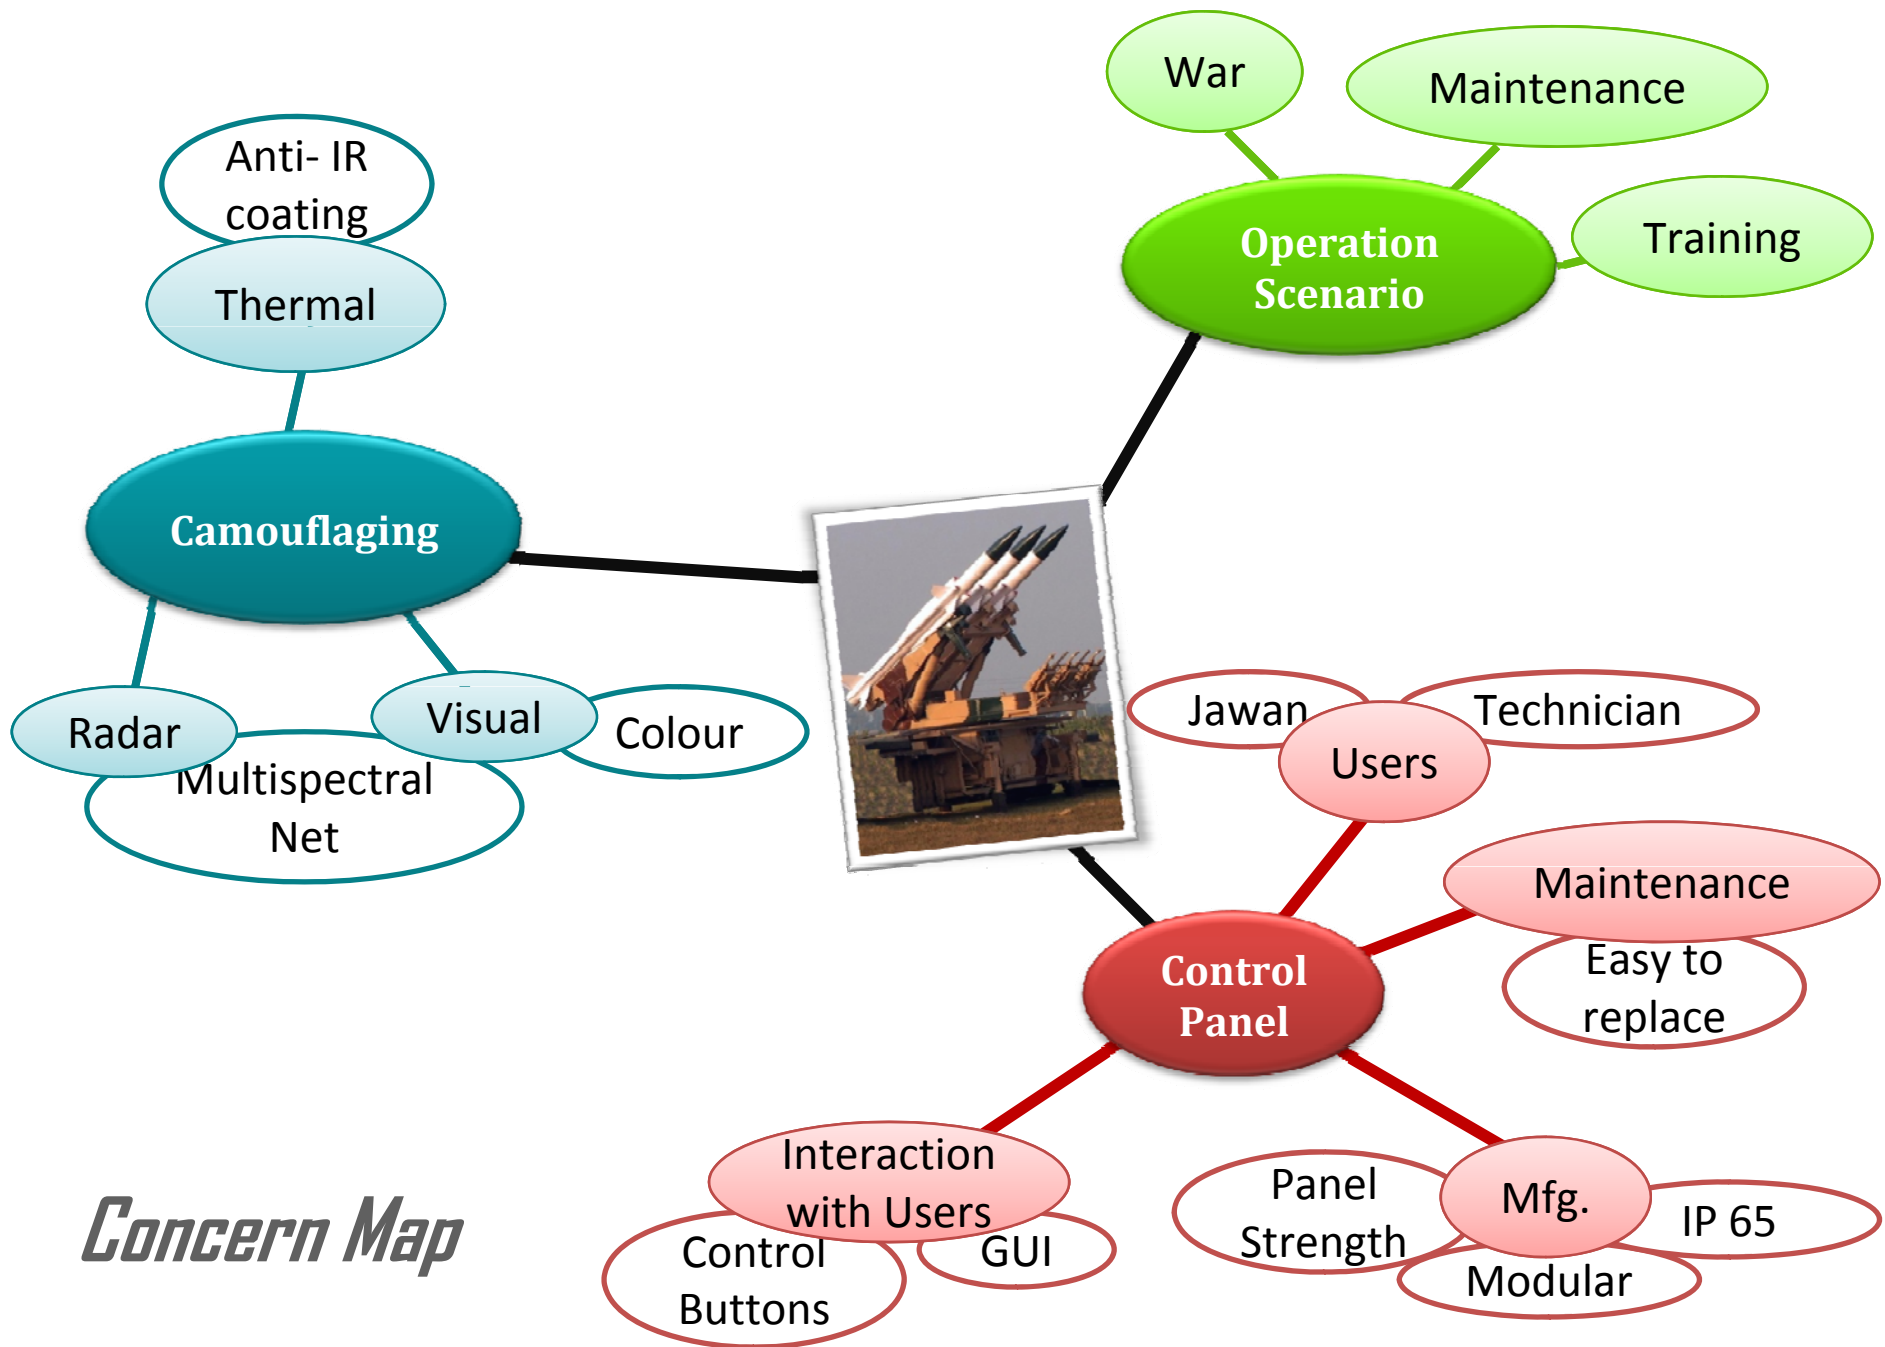 War
Maintenance
Training
Operation
Scenario
Anti- IR
coating
Thermal
Camouflaging
Radar
Visual
Colour
Multispectral
Net
Jawan
Technician
Users
Maintenance
Easy to
replace
Control
Panel
Interaction
with Users
Control
Buttons
GUI
Panel
Strength
Mfg.
IP 65
Modular
Concern Map